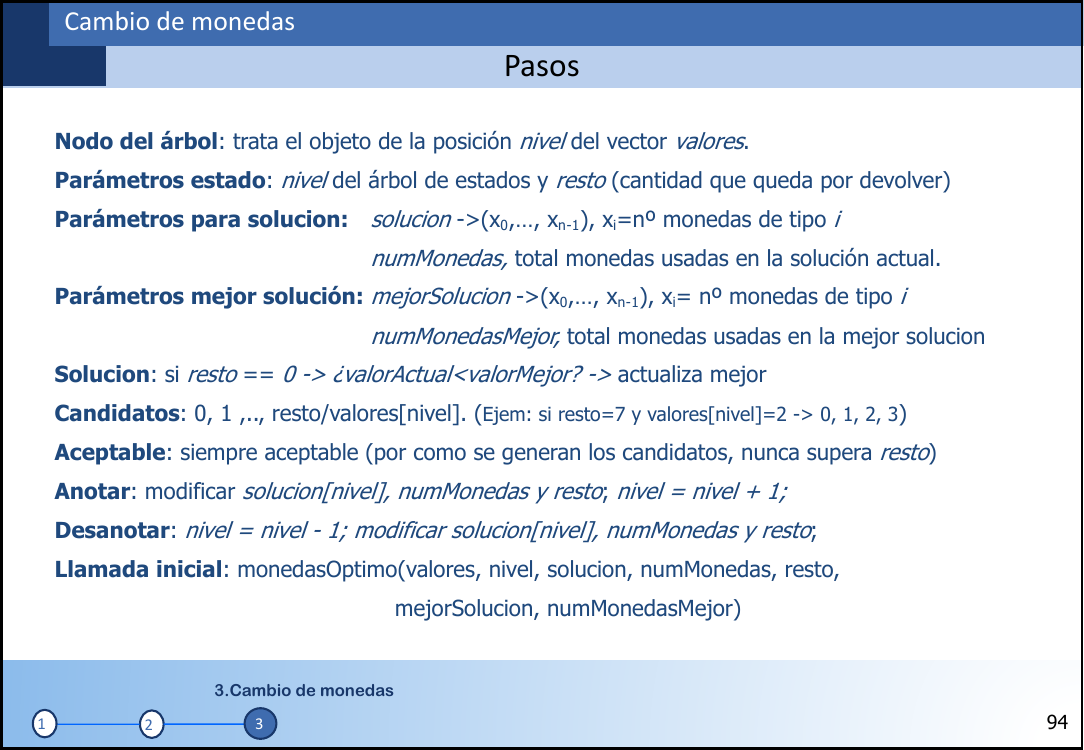 Cambio de monedas
Pasos
Nodo del árbol: trata el objeto de la posición nivel del vector valores.
Parámetros estado: nivel del árbol de estados y resto (cantidad que queda por devolver)
Parámetros para solucion: solucion ->(x₀,…, xₙ₋₁), xᵢ=nº monedas de tipo i
numMonedas, total monedas usadas en la solución actual.
Parámetros mejor solución: mejorSolucion ->(x₀,…, xₙ₋₁), xᵢ= nº monedas de tipo i
numMonedasMejor, total monedas usadas en la mejor solucion
Solucion: si resto == 0 -> ¿valorActual<valorMejor? -> actualiza mejor
Candidatos: 0, 1 ,.., resto/valores[nivel]. (Ejem: si resto=7 y valores[nivel]=2 -> 0, 1, 2, 3)
Aceptable: siempre aceptable (por como se generan los candidatos, nunca supera resto)
Anotar: modificar solucion[nivel], numMonedas y resto; nivel = nivel + 1;
Desanotar: nivel = nivel - 1; modificar solucion[nivel], numMonedas y resto;
Llamada inicial: monedasOptimo(valores, nivel, solucion, numMonedas, resto,
mejorSolucion, numMonedasMejor)
3.Cambio de monedas
1 2 3
94